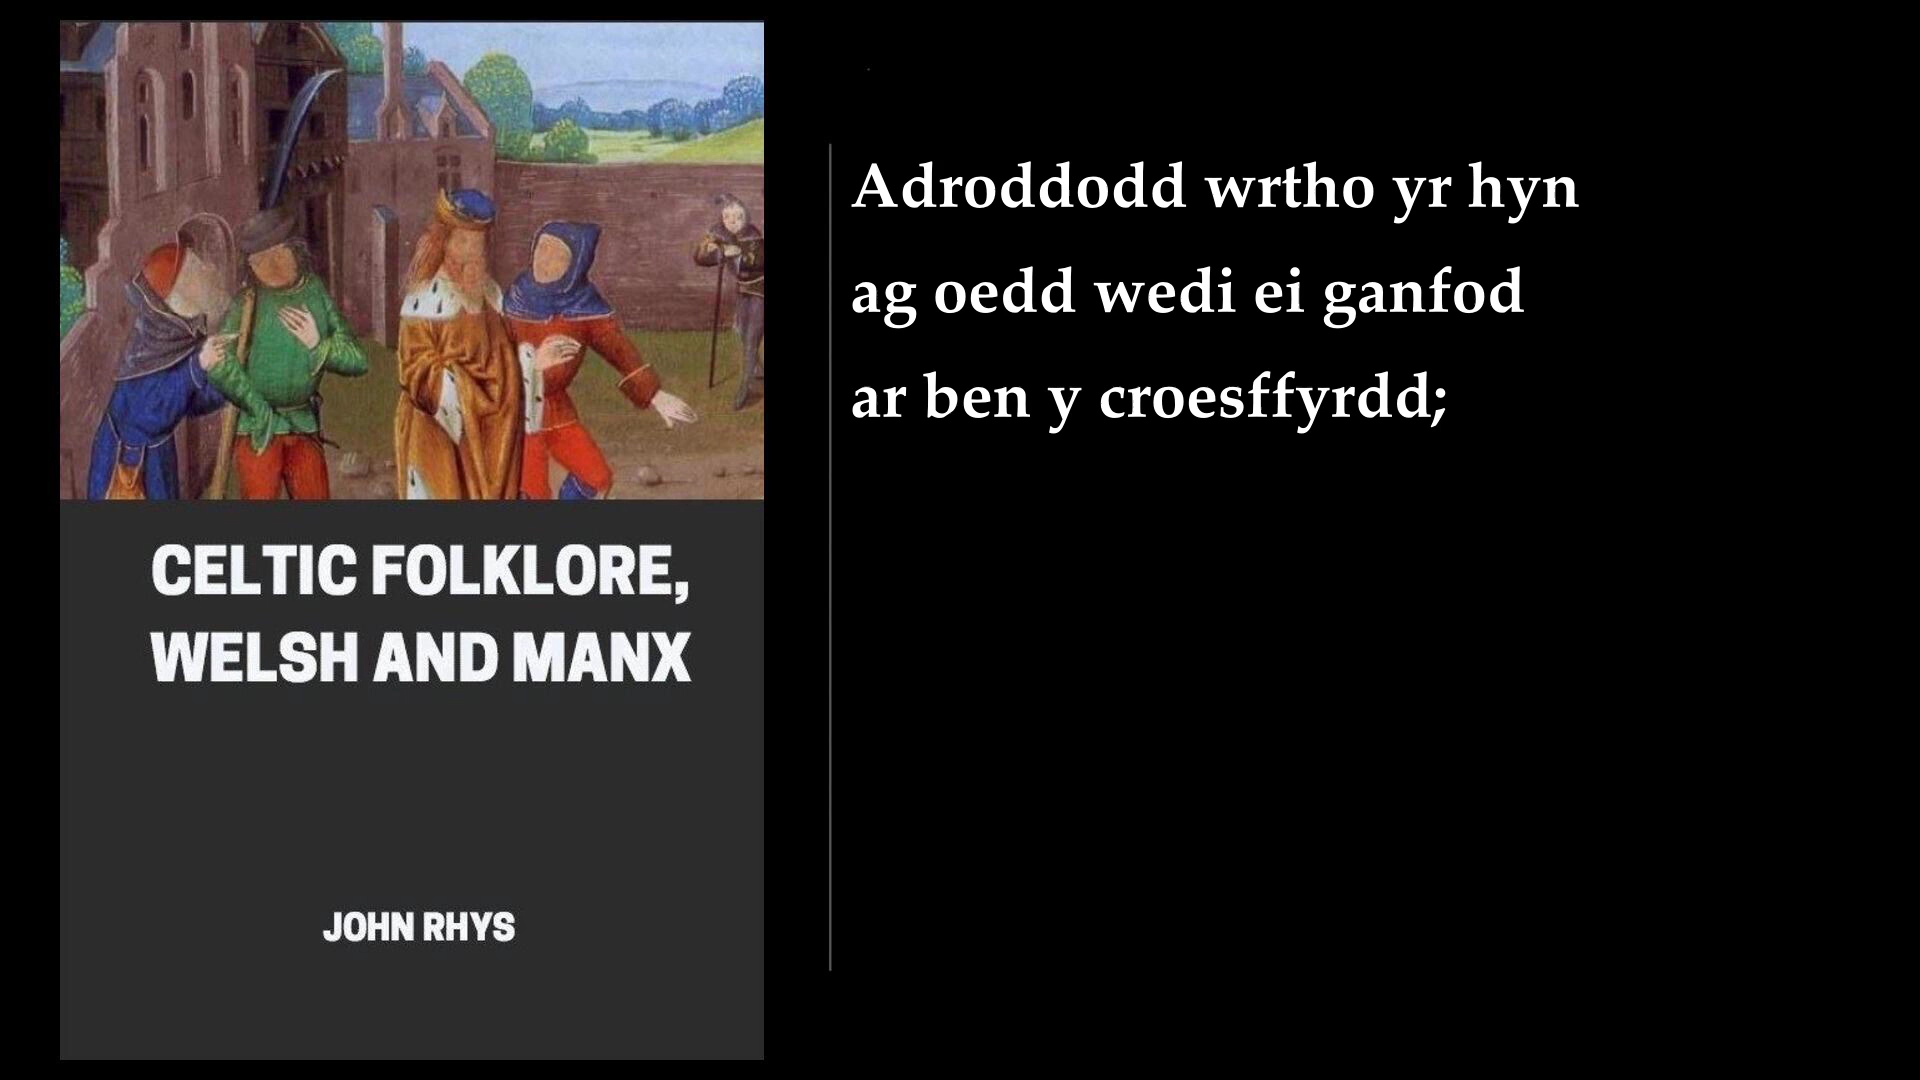 CELTIC FOLKLORE,
WELSH AND MANX
JOHN RHYS
Adroddodd wrtho yr hyn
ag oedd wedi ei ganfod
ar ben y croesffyrdd;